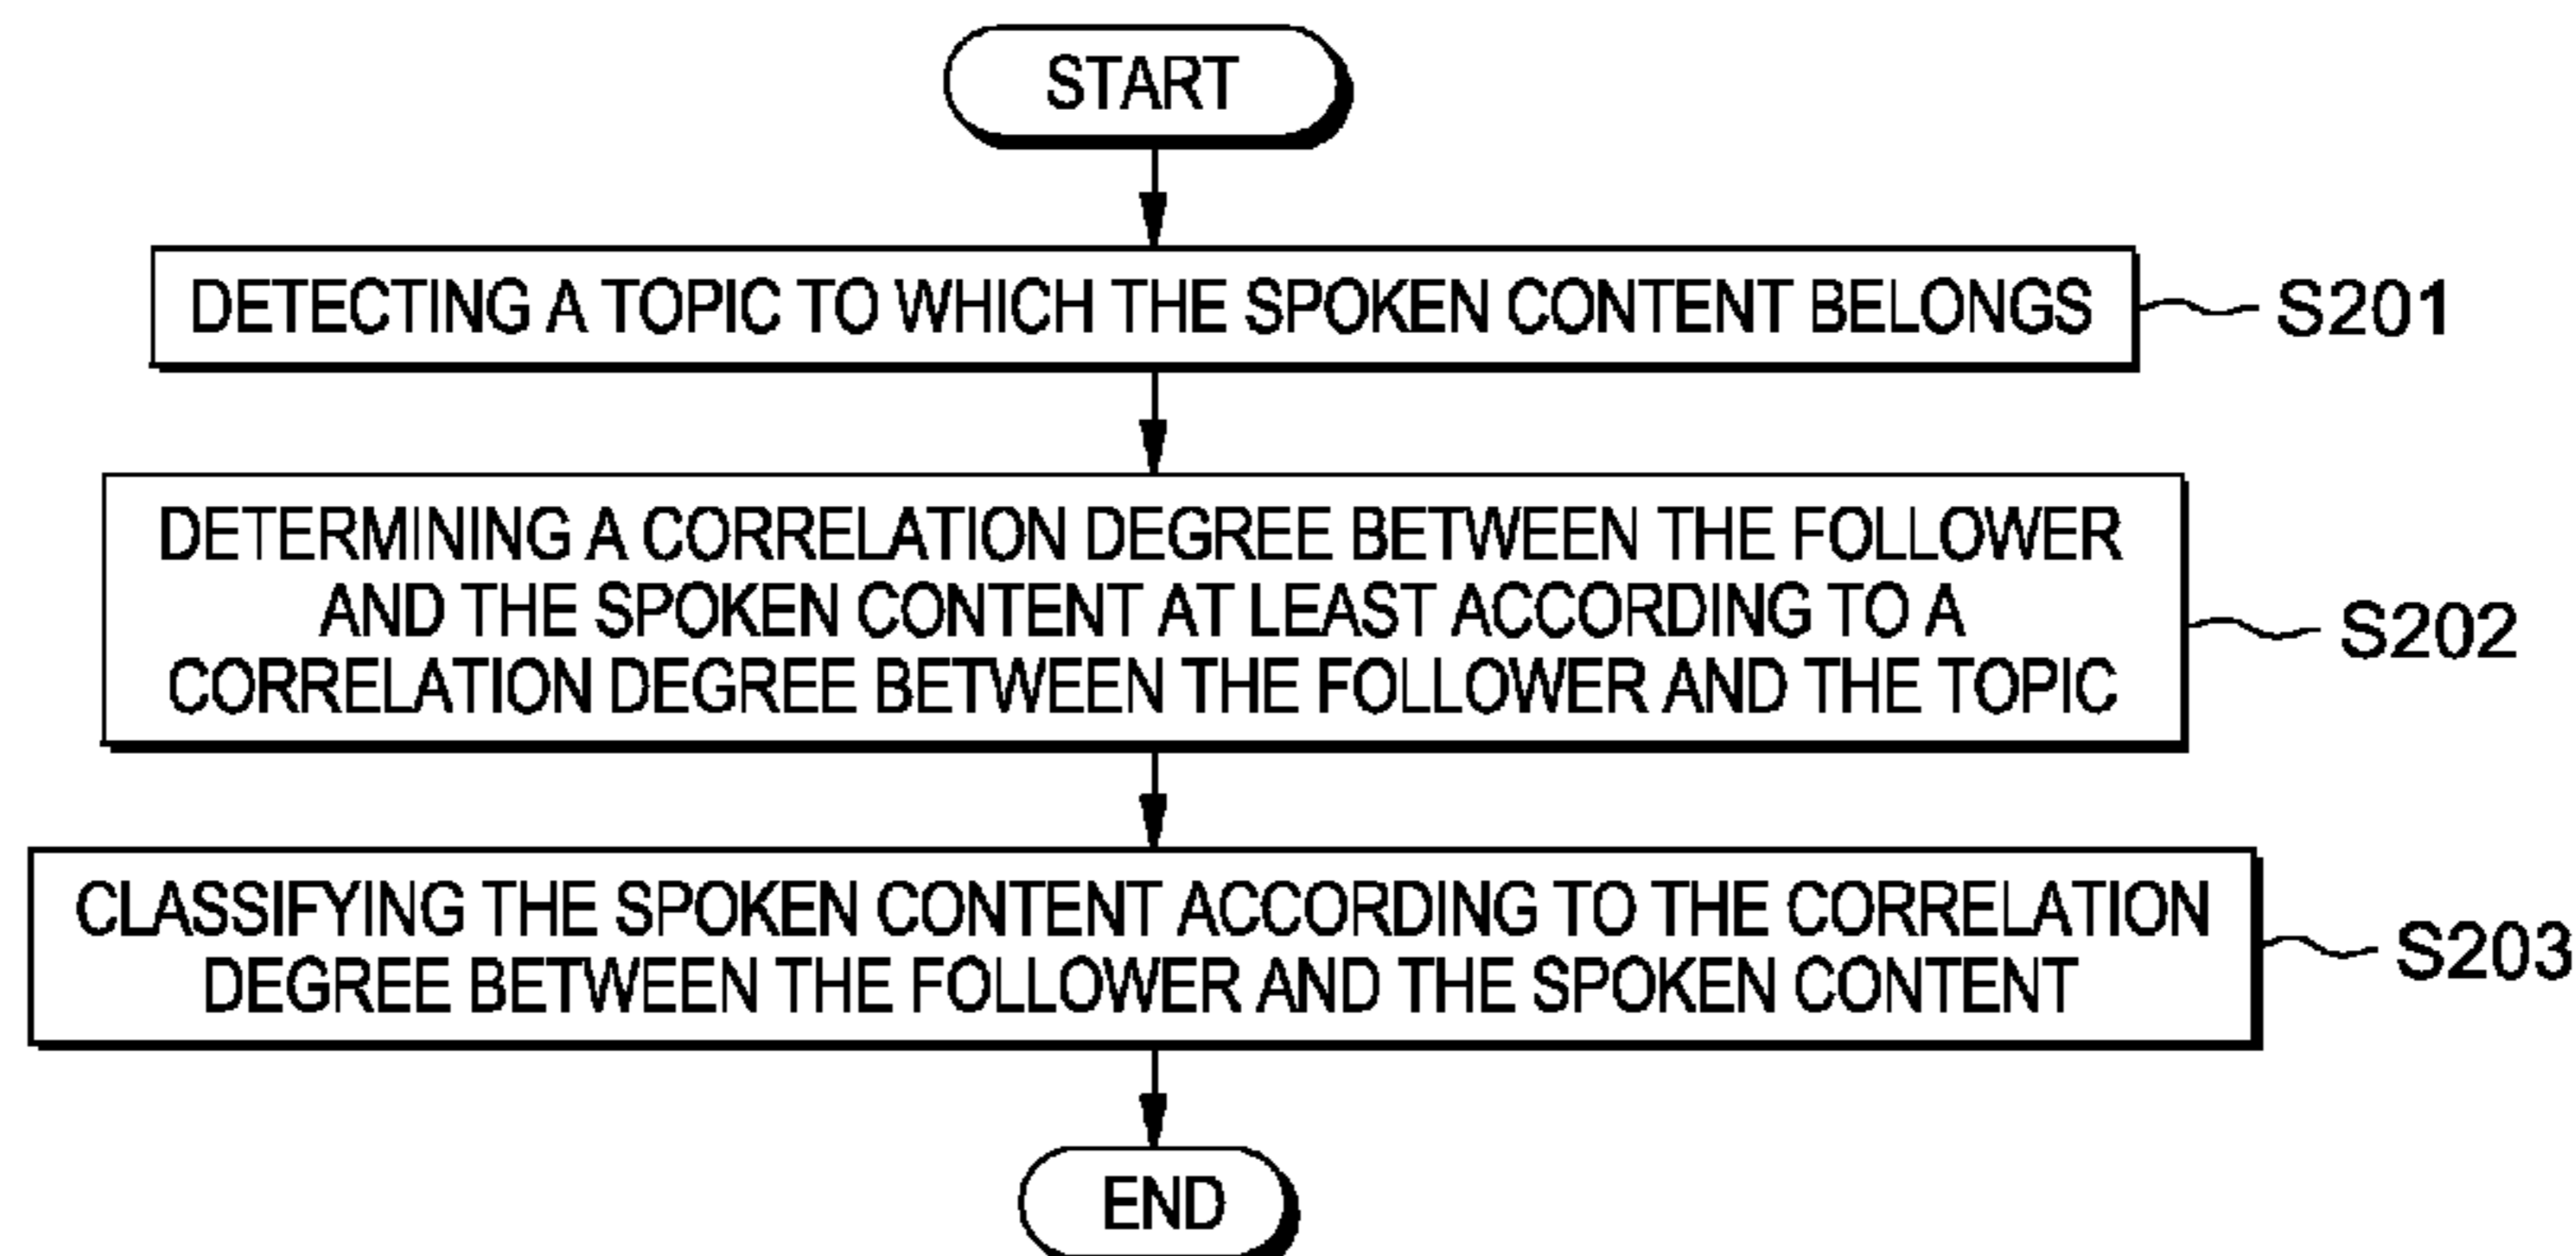 START
DETECTING A TOPIC TO WHICH THE SPOKEN CONTENT BELONGS
S201
DETERMINING A CORRELATION DEGREE BETWEEN THE FOLLOWER
AND THE SPOKEN CONTENT AT LEAST ACCORDING TO A
CORRELATION DEGREE BETWEEN THE FOLLOWER AND THE TOPIC
S202
CLASSIFYING THE SPOKEN CONTENT ACCORDING TO THE CORRELATION
DEGREE BETWEEN THE FOLLOWER AND THE SPOKEN CONTENT
S203
END